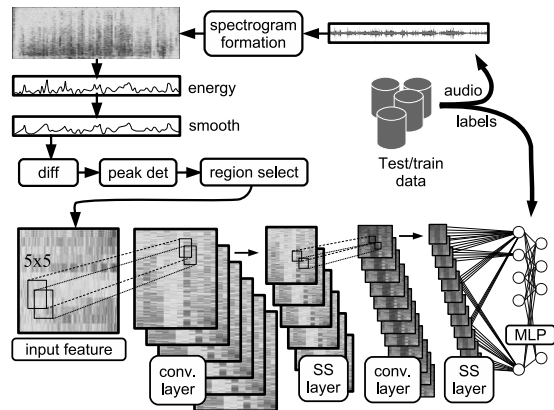 spectrogram
formation
energy
audio
smooth
labels
Test/train
data
diff
peak det
region select
5x5
input feature
MLP
conv.
layer
SS
layer
conv.
layer
SS
layer